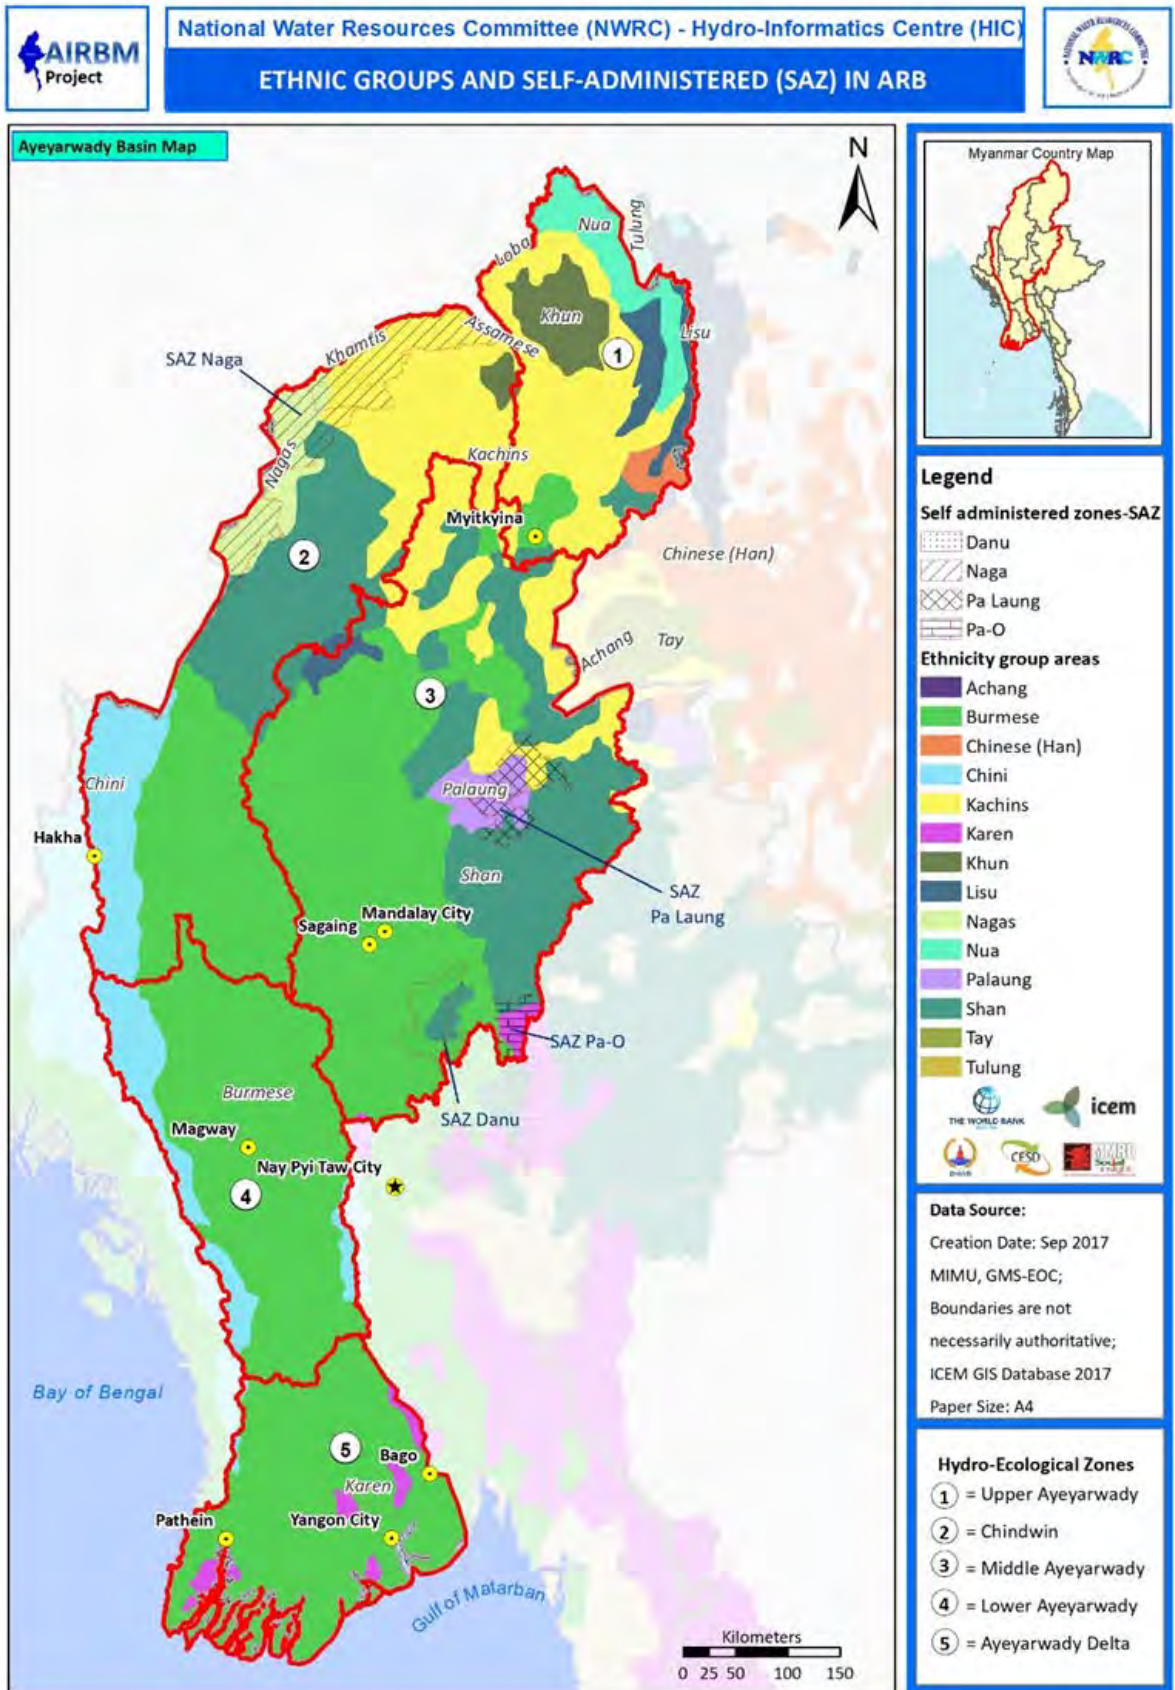 AIRBM
Project
National Water Resources Committee (NWRC) - Hydro-Informatics Centre (HIC)
ETHNIC GROUPS AND SELF-ADMINISTERED (SAZ) IN ARB
NWRC
Ayeyarwady Basin Map
N
Nua
Tulung
Loba
Khun
Lisu
Assamese
Khamtis
1
SAZ Naga
Kachins
Nagas
Myitkyina
2
Chinese (Han)
Achang
Tay
3
Chini
Palaung
Hakha
Shan
SAZ
Pa Laung
Mandalay City
Sagaing
SAZ Pa-O
Burmese
SAZ Danu
Magway
Nay Pyi Taw City
4
Bay of Bengal
5
Bago
Karen
Pathein
Yangon City
Gulf of Matarban
Kilometers
0 25 50 100 150
Myanmar Country Map
Legend
Self administered zones-SAZ
Danu
Naga
Pa Laung
Pa-O
Ethnicity group areas
Achang
Burmese
Chinese (Han)
Chini
Kachins
Karen
Khun
Lisu
Nagas
Nua
Palaung
Shan
Tay
Tulung
THE WORLD BANK
icem
CESD
Data Source:
Creation Date: Sep 2017
MIMU, GMS-EOC;
Boundaries are not
necessarily authoritative;
ICEM GIS Database 2017
Paper Size: A4
Hydro-Ecological Zones
1 = Upper Ayeyarwady
2 = Chindwin
3 = Middle Ayeyarwady
4 = Lower Ayeyarwady
5 = Ayeyarwady Delta